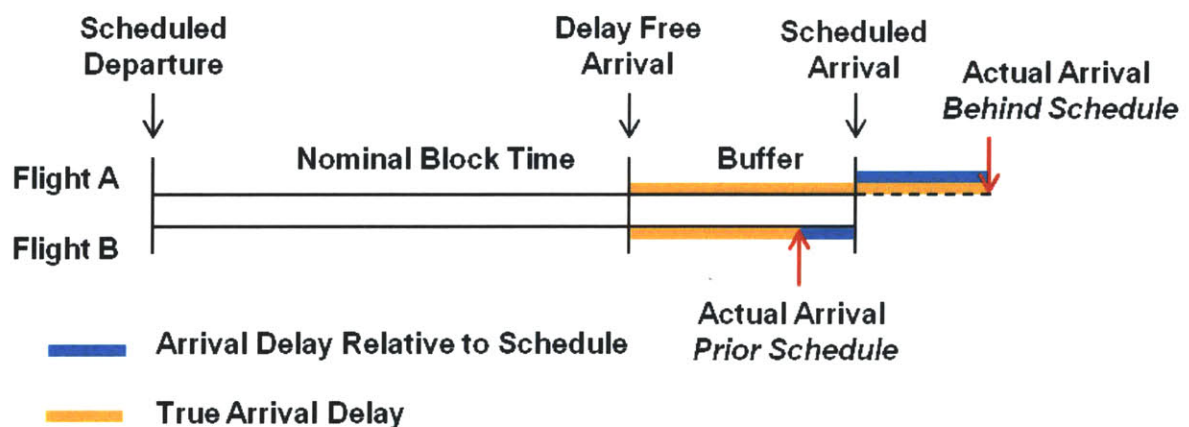 Scheduled
Departure
Delay Free
Arrival
Scheduled
Arrival
Actual Arrival
Behind Schedule
Nominal Block Time
Buffer
Flight A
Flight B
Actual Arrival
Prior Schedule
Arrival Delay Relative to Schedule
True Arrival Delay